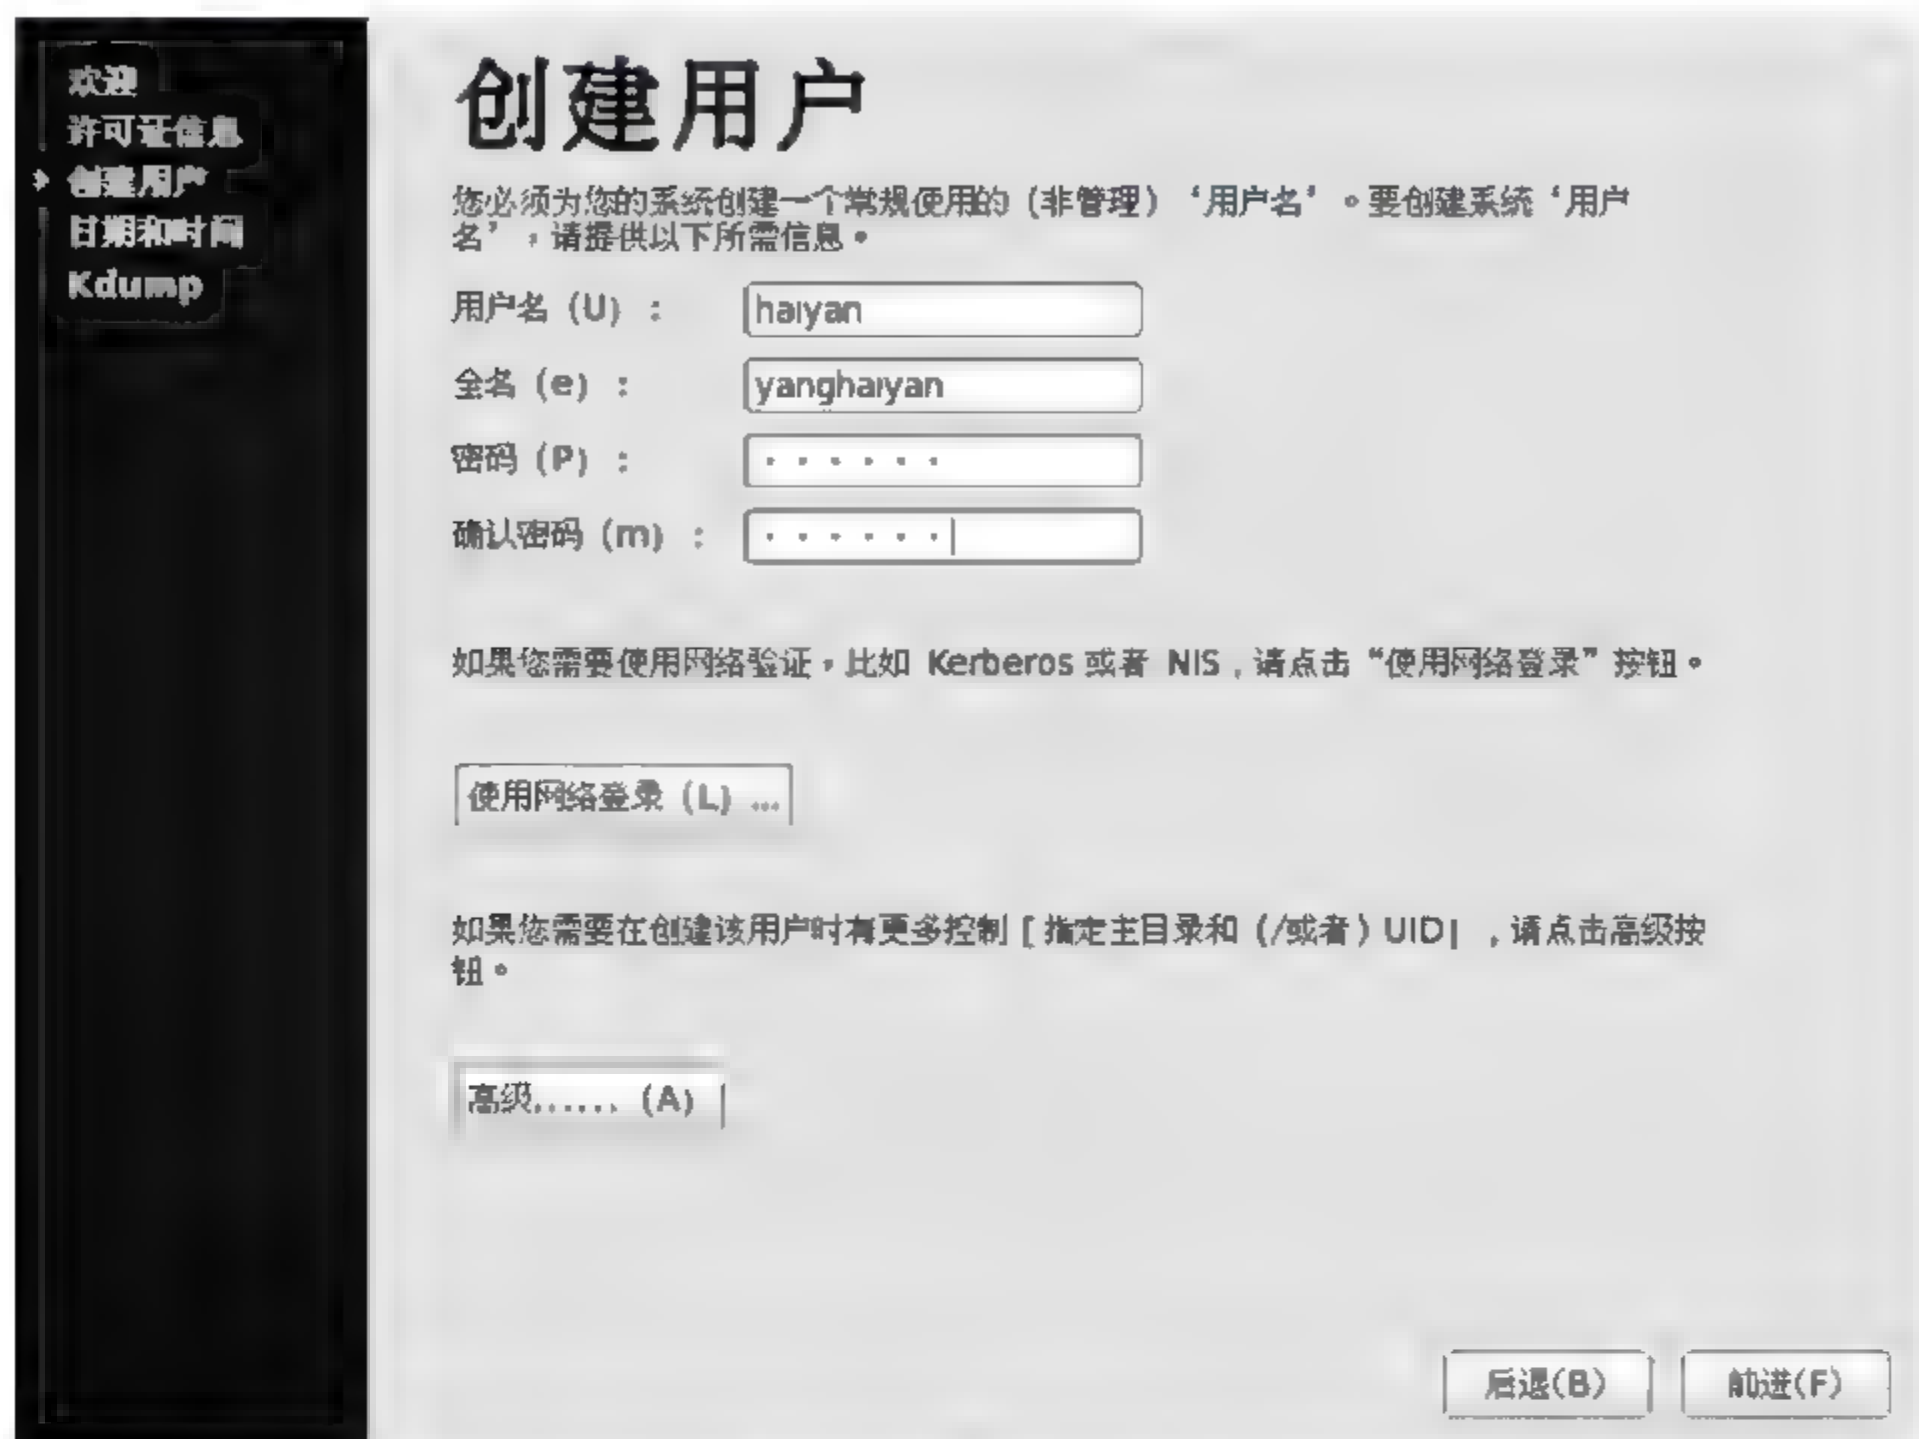 欢迎
许可证信息
创建用户
日期和时间
Kdump
创建用户
您必须为您的系统创建一个常规使用的（非管理）‘用户名’。要创建系统‘用户
名’，请提供以下所需信息。
用户名（U）： haiyan
全名（e）： yanghaiyan
密码（P）： ••••••
确认密码（m）： ••••••
如果您需要使用网络验证，比如 Kerberos 或者 NIS，请点击“使用网络登录”按钮。
使用网络登录（L）...
如果您需要在创建该用户时有更多控制 [ 指定主目录和（/或者）UID] ，请点击高级按
钮。
高级......（A）
后退(B)
前进(F)